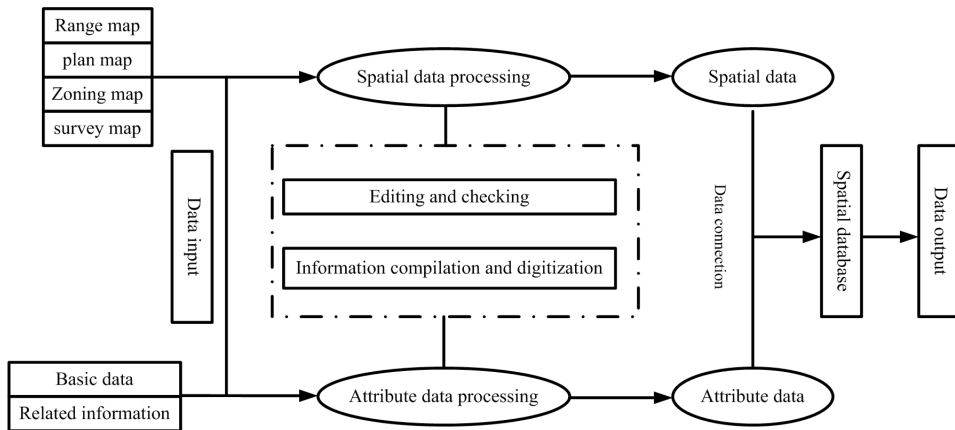 Range map
plan map
Zoning map
survey map
Spatial data processing
Spatial data
Data input
Editing and checking
Information compilation and digitization
Data connection
Spatial database
Data output
Basic data
Related information
Attribute data processing
Attribute data